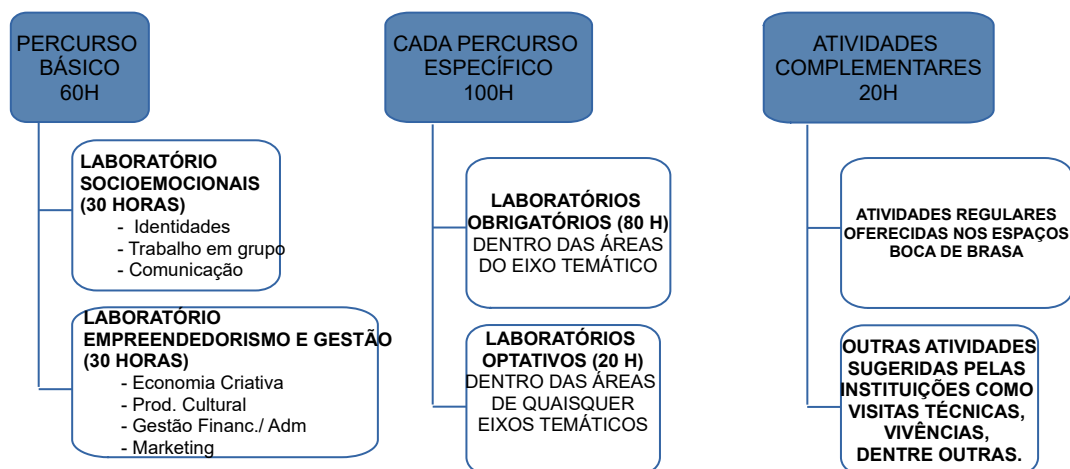 PERCURSO
BÁSICO
60H
LABORATÓRIO
SOCIOEMOCIONAIS
(30 HORAS)
- Identidades
- Trabalho em grupo
- Comunicação
LABORATÓRIO
EMPREENDEDORISMO E GESTÃO
(30 HORAS)
- Economia Criativa
- Prod. Cultural
- Gestão Financ./ Adm
- Marketing
CADA PERCURSO
ESPECÍFICO
100H
LABORATÓRIOS
OBRIGATÓRIOS (80 H)
DENTRO DAS ÁREAS
DO EIXO TEMÁTICO
LABORATÓRIOS
OPTATIVOS (20 H)
DENTRO DAS ÁREAS
DE QUAISQUER
EIXOS TEMÁTICOS
ATIVIDADES
COMPLEMENTARES
20H
ATIVIDADES REGULARES
OFERECIDAS NOS ESPAÇOS
BOCA DE BRASA
OUTRAS ATIVIDADES
SUGERIDAS PELAS
INSTITUIÇÕES COMO
VISITAS TÉCNICAS,
VIVÊNCIAS,
DENTRE OUTRAS.